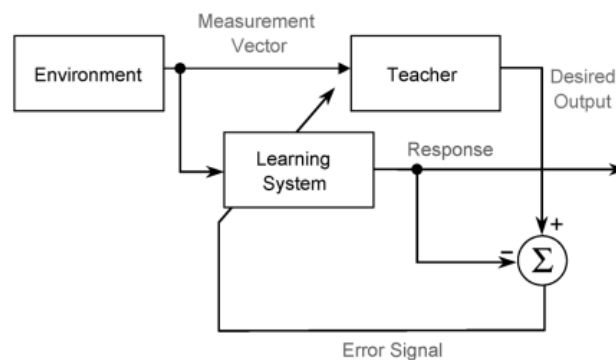 Measurement
Vector
Environment
Teacher
Desired
Output
Learning
System
Response
+
−
Σ
Error Signal